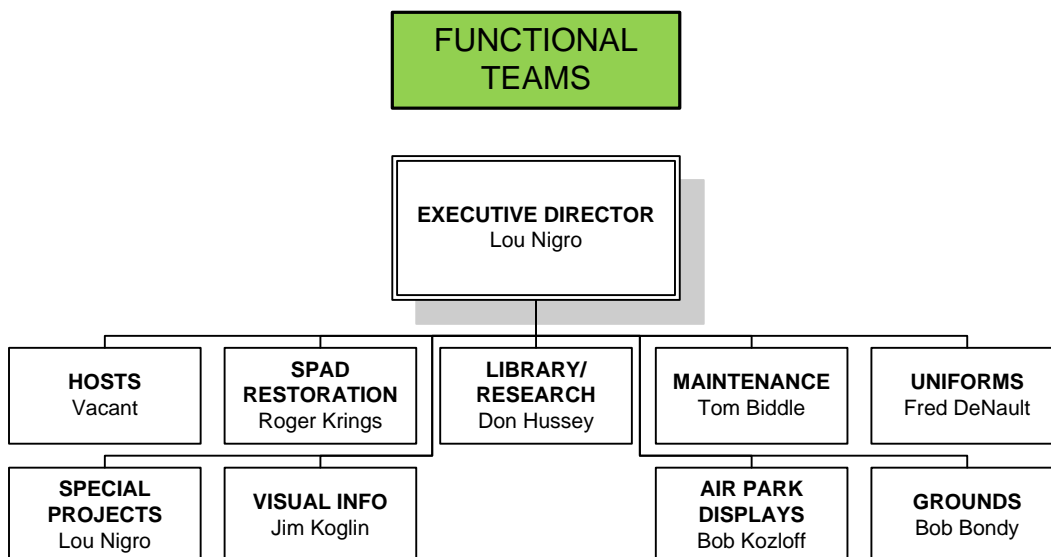 FUNCTIONAL
TEAMS
EXECUTIVE DIRECTOR
Lou Nigro
HOSTS
Vacant
SPAD
RESTORATION
Roger Krings
LIBRARY/
RESEARCH
Don Hussey
MAINTENANCE
Tom Biddle
UNIFORMS
Fred DeNault
SPECIAL
PROJECTS
Lou Nigro
VISUAL INFO
Jim Koglin
AIR PARK
DISPLAYS
Bob Kozloff
GROUNDS
Bob Bondy